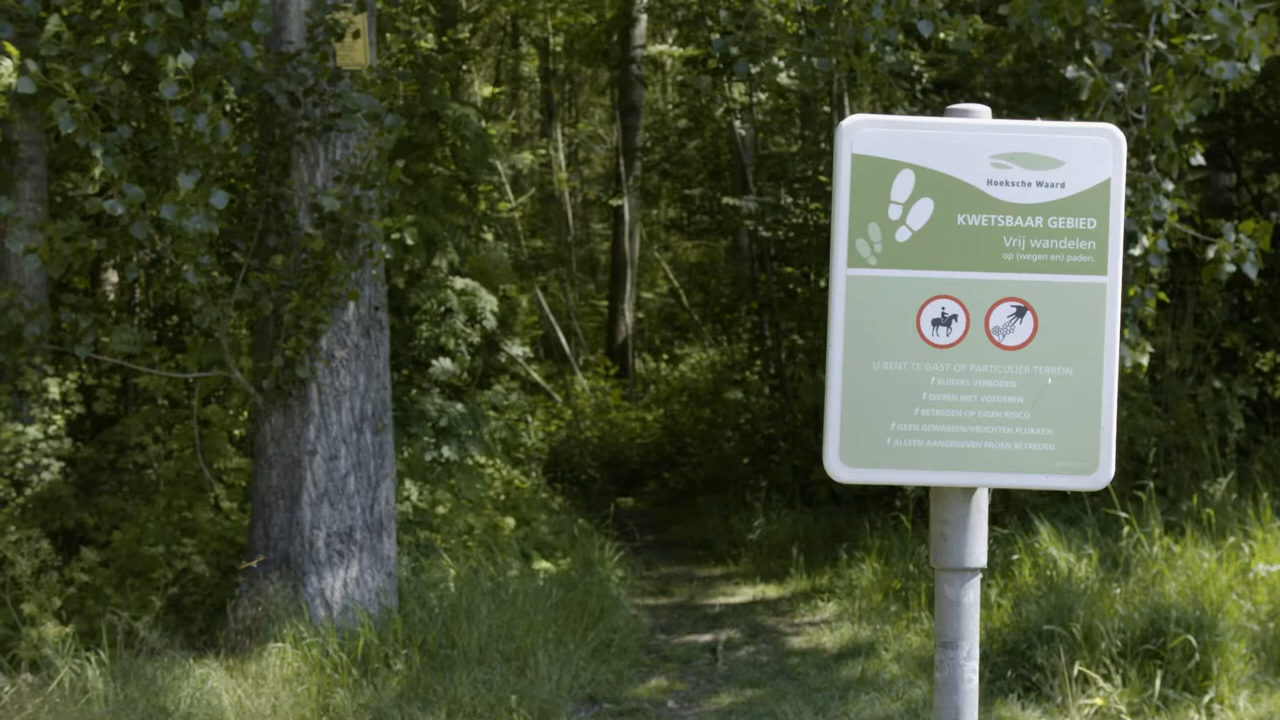 Hoeksche Waard
KWETSBAAR GEBIED
Vrij wandelen
op (wegen en) paden.
U BENT TE GAST OP PARTICULIER TERREIN
! RUITERS VERBODEN
! DIEREN NIET VOEDEREN
! BETREDEN OP EIGEN RISICO
! GEEN GEWASSEN/VRUCHTEN PLUKKEN
! ALLEEN AANGEGEVEN PADEN BETREDEN